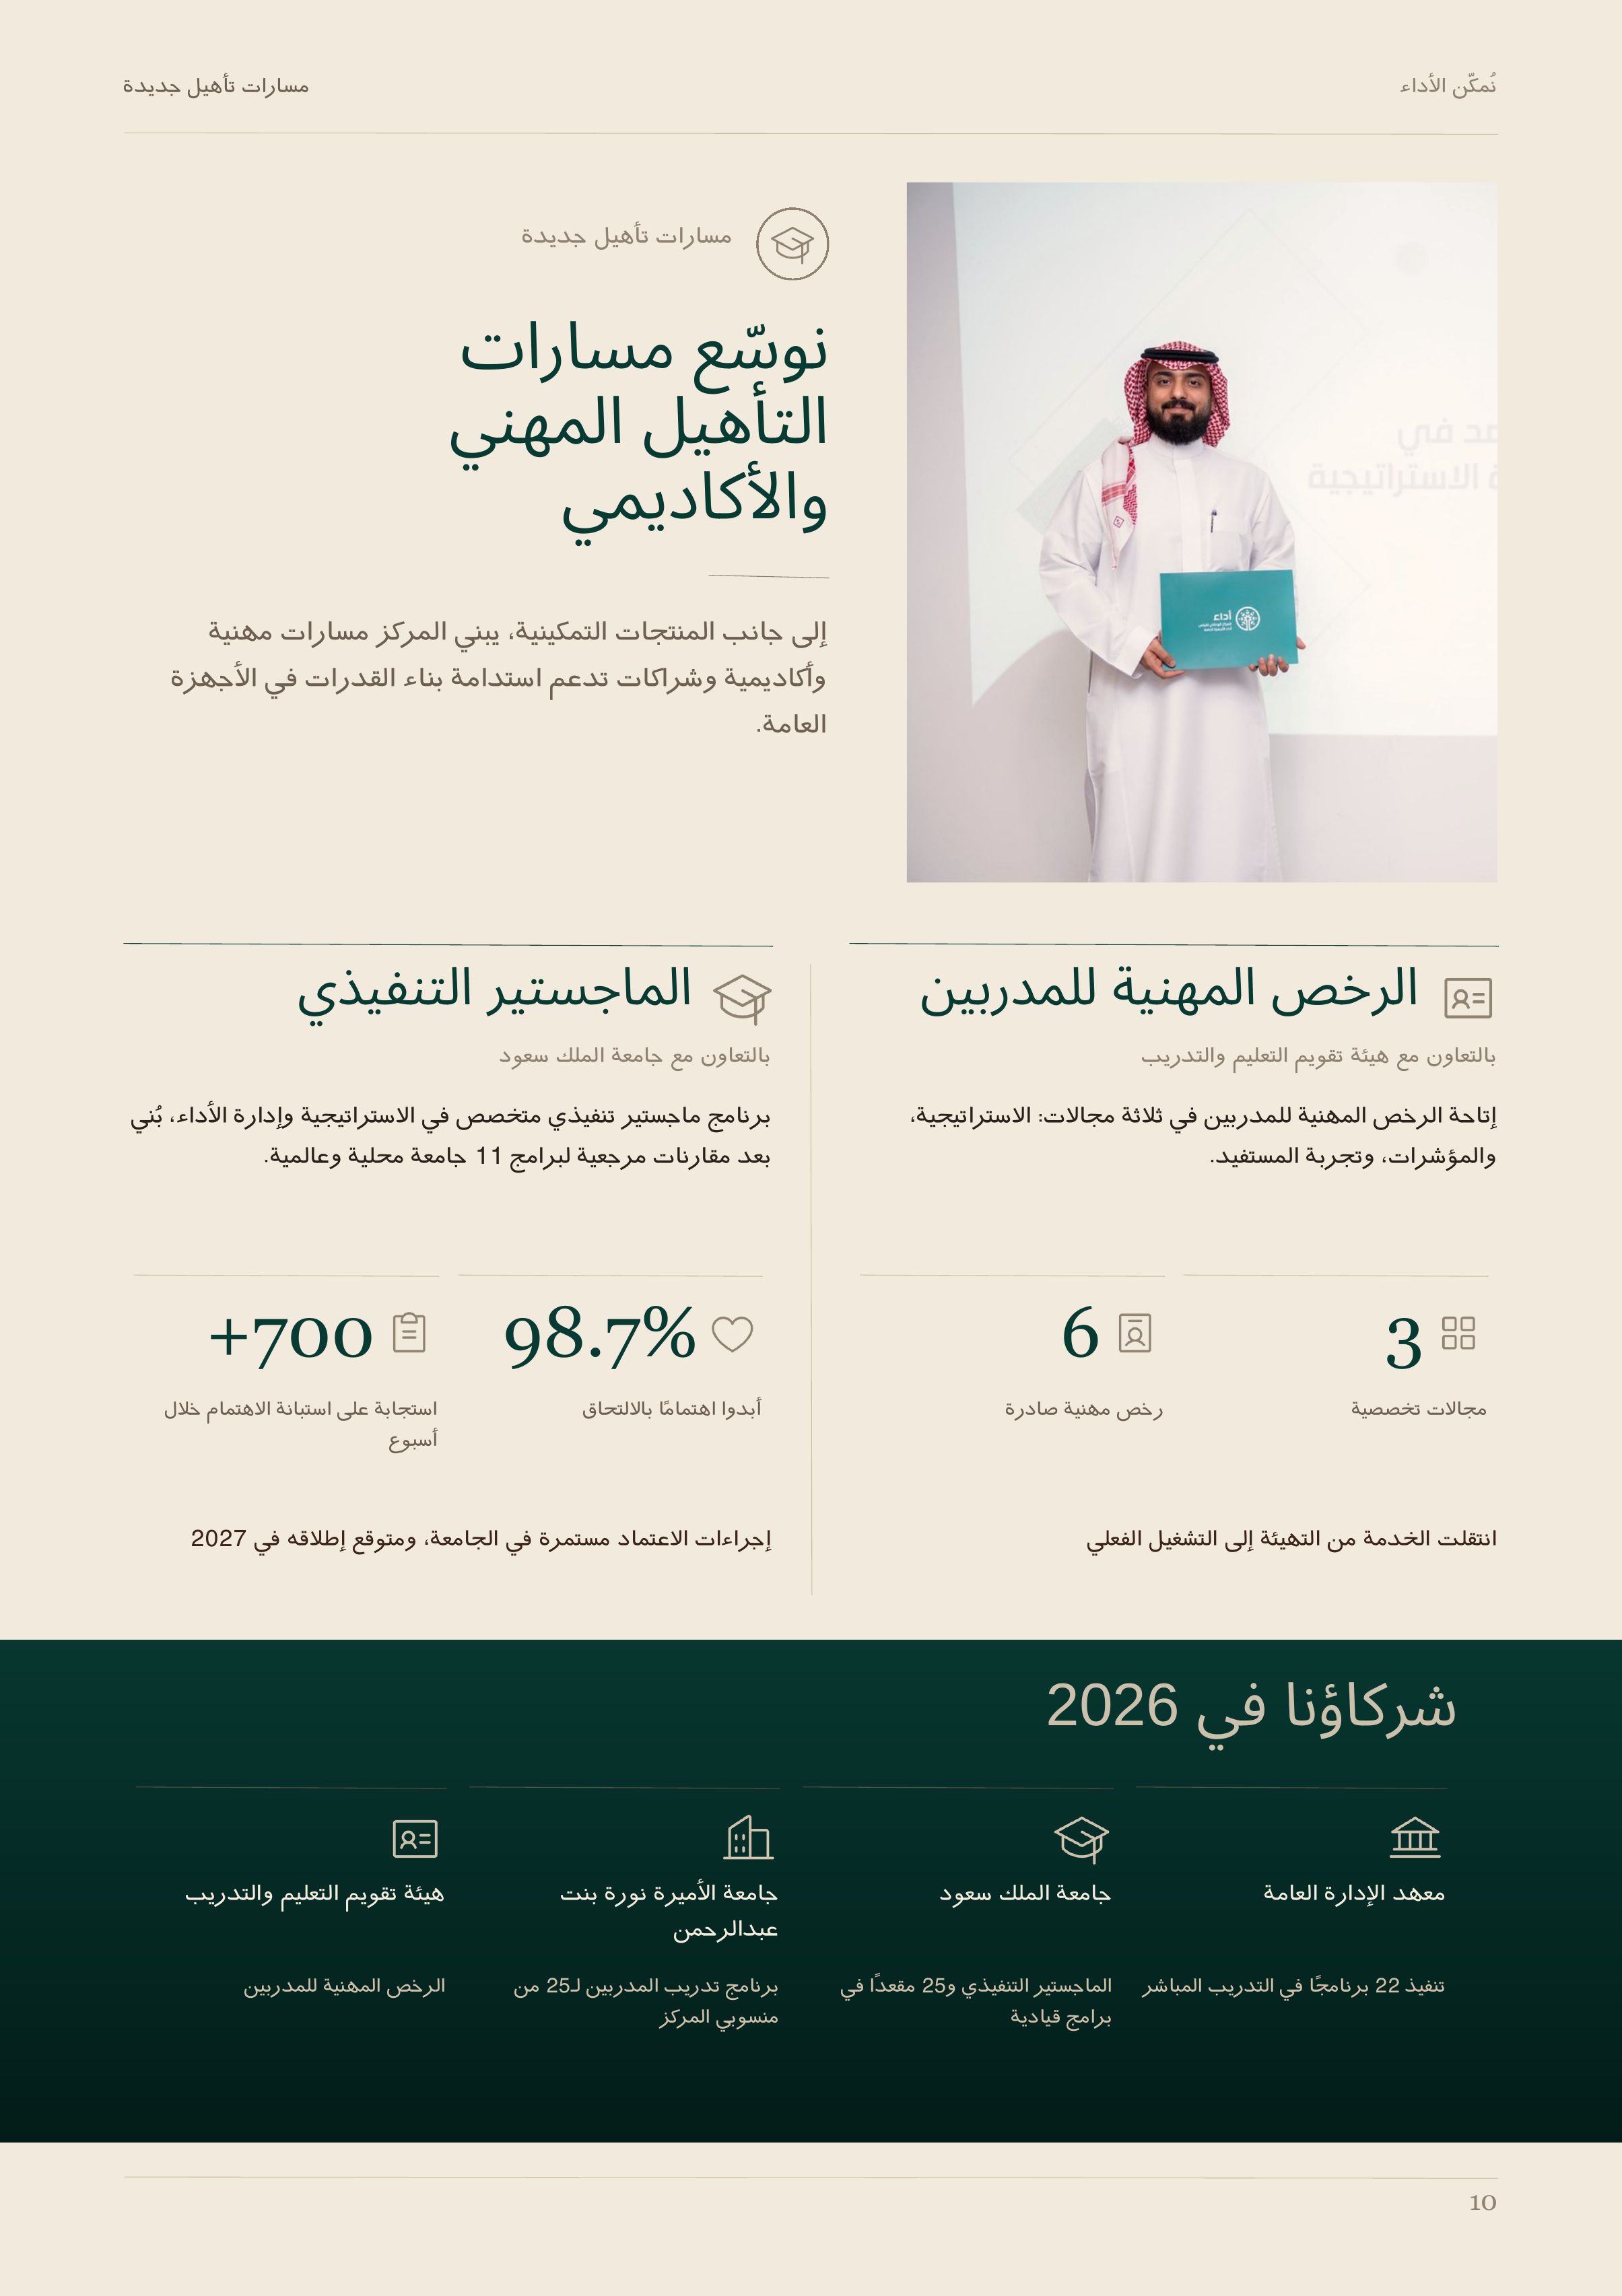 نُمكّن الأداء
مسارات تأهيل جديدة
مسارات تأهيل جديدة
نوسّع مسارات
التأهيل المهني
والأكاديمي
إلى جانب المنتجات التمكينية، يبني المركز مسارات مهنية
وأكاديمية وشراكات تدعم استدامة بناء القدرات في الأجهزة
العامة.
صد في
ة الاستراتيجية
أداء
الرخص المهنية للمدربين
بالتعاون مع هيئة تقويم التعليم والتدريب
إتاحة الرخص المهنية للمدربين في ثلاثة مجالات: الاستراتيجية،
والمؤشرات، وتجربة المستفيد.
3
مجالات تخصصية
6
رخص مهنية صادرة
انتقلت الخدمة من التهيئة إلى التشغيل الفعلي
الماجستير التنفيذي
بالتعاون مع جامعة الملك سعود
برنامج ماجستير تنفيذي متخصص في الاستراتيجية وإدارة الأداء، بُني
بعد مقارنات مرجعية لبرامج 11 جامعة محلية وعالمية.
98.7%
أبدوا اهتمامًا بالالتحاق
+700
استجابة على استبانة الاهتمام خلال
أسبوع
إجراءات الاعتماد مستمرة في الجامعة، ومتوقع إطلاقه في 2027
شركاؤنا في 2026
معهد الإدارة العامة
تنفيذ 22 برنامجًا في التدريب المباشر
جامعة الملك سعود
الماجستير التنفيذي و25 مقعدًا في
برامج قيادية
جامعة الأميرة نورة بنت
عبدالرحمن
برنامج تدريب المدربين لـ25 من
منسوبي المركز
هيئة تقويم التعليم والتدريب
الرخص المهنية للمدربين
10